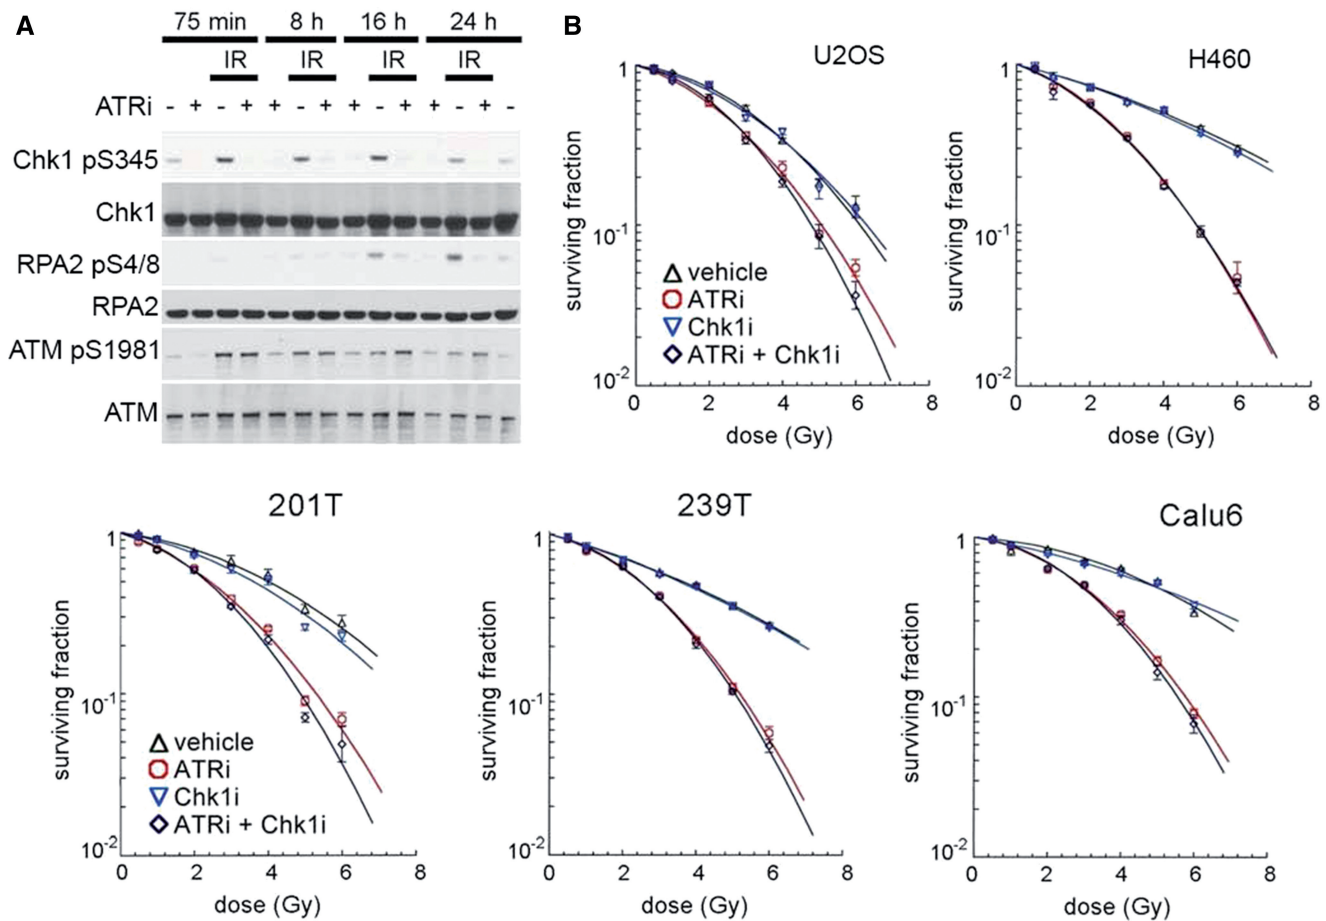 A
75 min 8 h 16 h 24 h
IR IR IR IR
ATRi - + - + + - + + - + + - + -
Chk1 pS345
Chk1
RPA2 pS4/8
RPA2
ATM pS1981
ATM
B
U2OS
1
10-1
10-2
surviving fraction
vehicle
ATRi
Chk1i
ATRi + Chk1i
0 2 4 6 8
dose (Gy)
H460
1
10-1
10-2
surviving fraction
0 2 4 6 8
dose (Gy)
201T
1
10-1
10-2
surviving fraction
vehicle
ATRi
Chk1i
ATRi + Chk1i
0 2 4 6 8
dose (Gy)
239T
1
10-1
10-2
surviving fraction
0 2 4 6 8
dose (Gy)
Calu6
1
10-1
10-2
surviving fraction
0 2 4 6 8
dose (Gy)